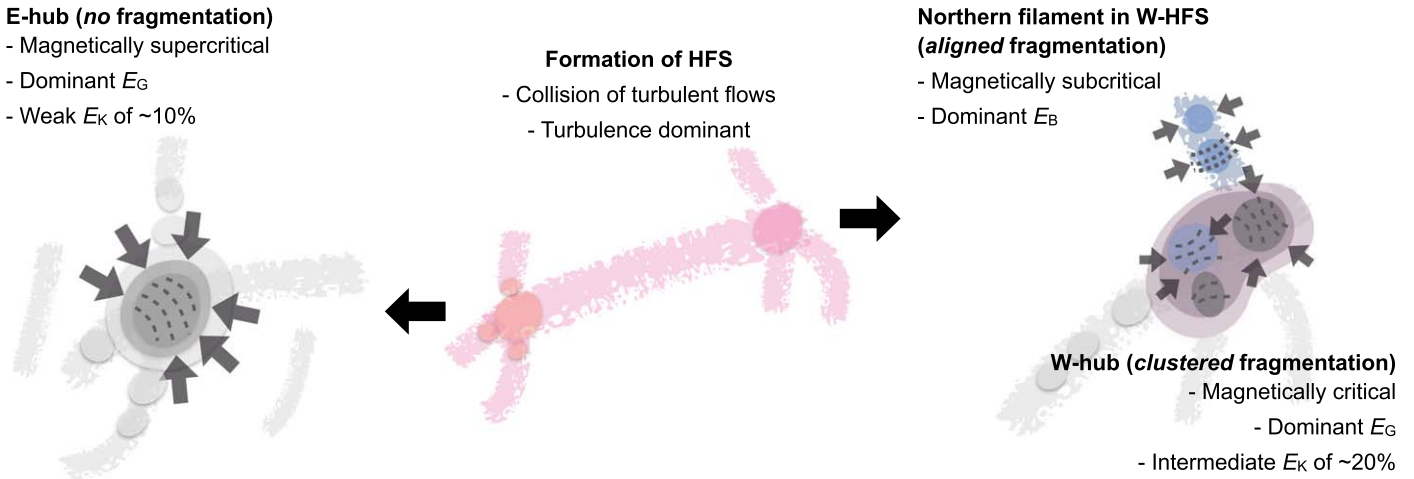 E-hub (no fragmentation)
- Magnetically supercritical
- Dominant EG
- Weak EK of ~10%
Formation of HFS
- Collision of turbulent flows
- Turbulence dominant
Northern filament in W-HFS
(aligned fragmentation)
- Magnetically subcritical
- Dominant EB
W-hub (clustered fragmentation)
- Magnetically critical
- Dominant EG
- Intermediate EK of ~20%